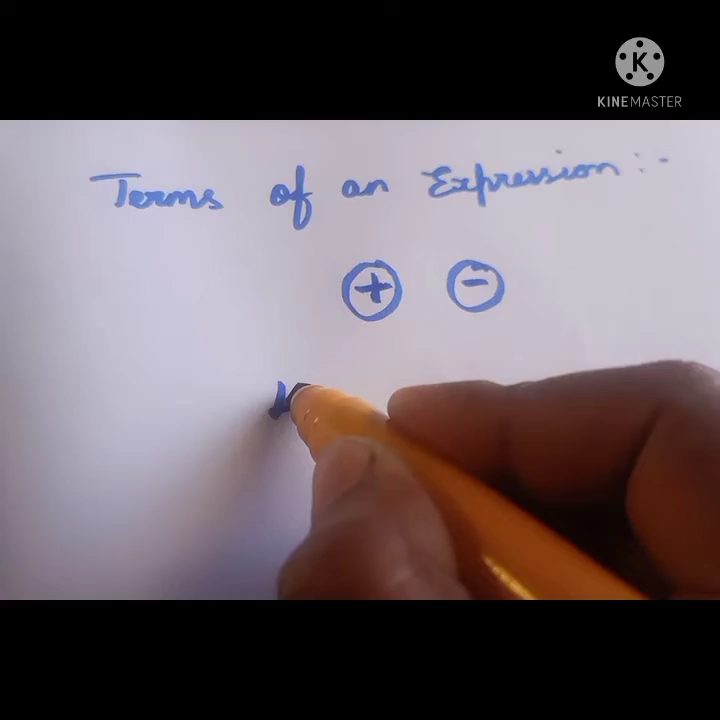 K
KINEMASTER
Terms of an Expression :-
+ -